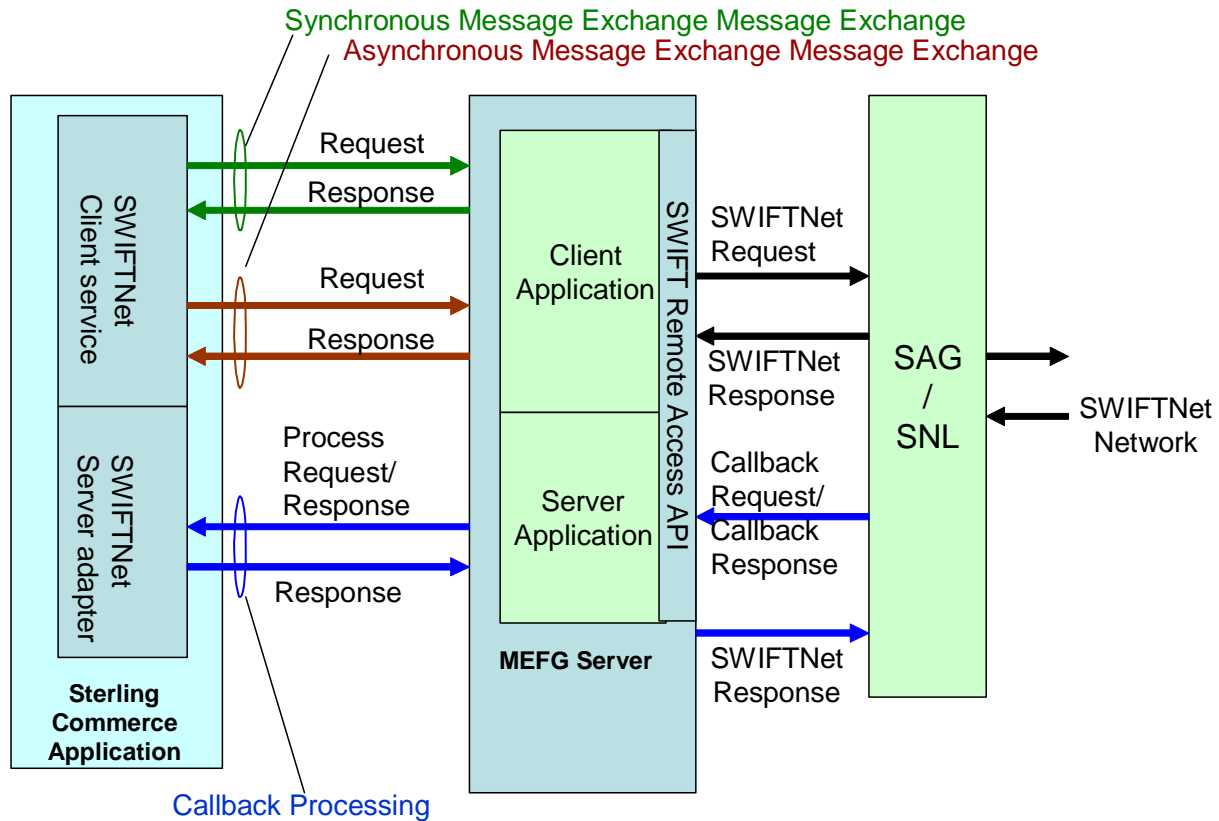 Synchronous Message Exchange Message Exchange
Asynchronous Message Exchange Message Exchange
SWIFTNet
Client service
SWIFTNet
Server adapter
Sterling
Commerce
Application
Request
Response
Request
Response
Process
Request/
Response
Response
Callback Processing
Client
Application
Server
Application
SWIFT Remote Access API
MEFG Server
SWIFTNet
Request
SWIFTNet
Response
Callback
Request/
Callback
Response
SWIFTNet
Response
SAG
/
SNL
SWIFTNet
Network